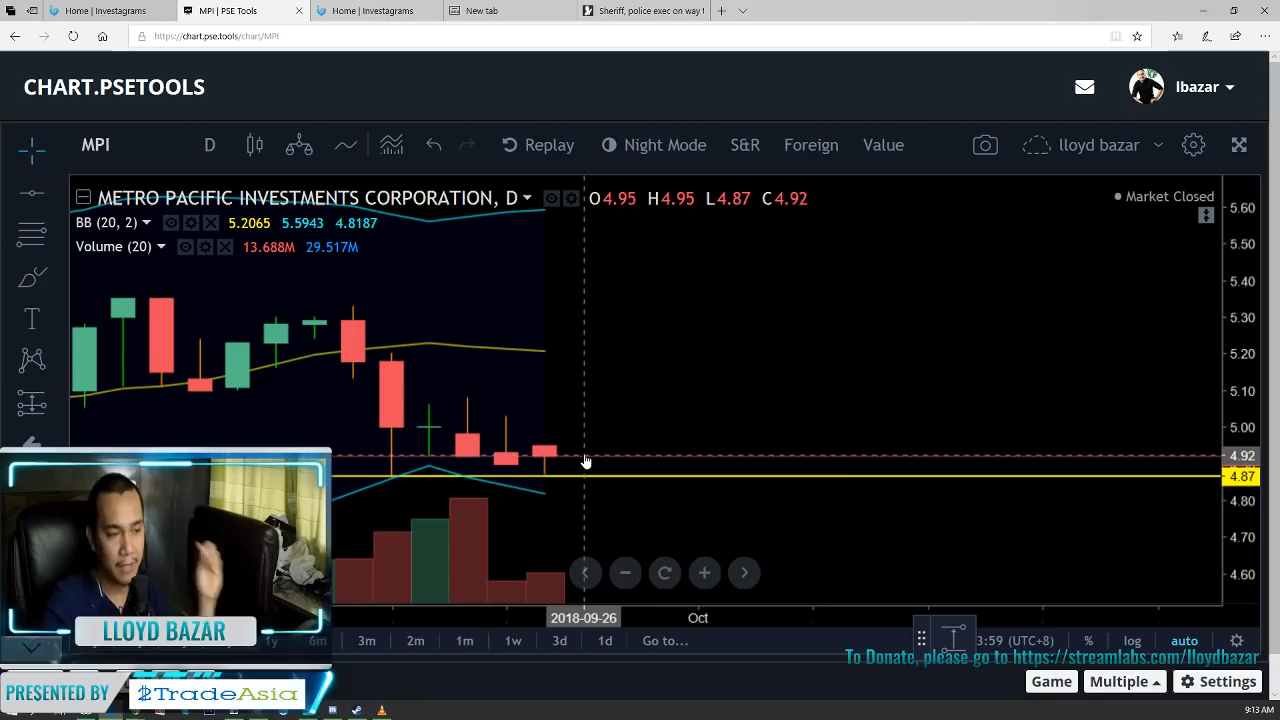 Home | Investagrams
MPI | PSE Tools
Home | Investagrams
New tab
Sheriff, police exec on way t
https://chart.pse.tools/chart/MPI
CHART.PSETOOLS
lbazar
MPI
D
Replay
Night Mode
S&R
Foreign
Value
lloyd bazar
METRO PACIFIC INVESTMENTS CORPORATION, D
O4.95 H4.95 L4.87 C4.92
Market Closed
BB (20, 2) 5.2065 5.5943 4.8187
Volume (20) 13.688M 29.517M
5.60
5.50
5.40
5.30
5.20
5.10
5.00
4.92
4.87
4.80
4.70
4.60
2018-09-26
Oct
1y 6m 3m 2m 1m 1w 3d 1d Go to...
3:59 (UTC+8) % log auto
LLOYD BAZAR
To Donate, please go to https://streamlabs.com/lloydbazar
PRESENTED BY
$TradeAsia
Game
Multiple
Settings
9:13 AM